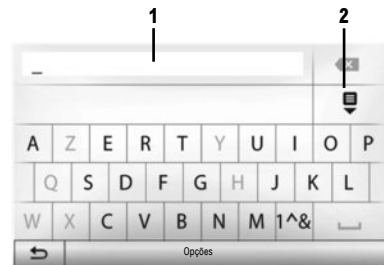 1 2
_
A Z E R T Y U I O P
Q S D F G H J K L
W X C V B N M 1^&
Opções